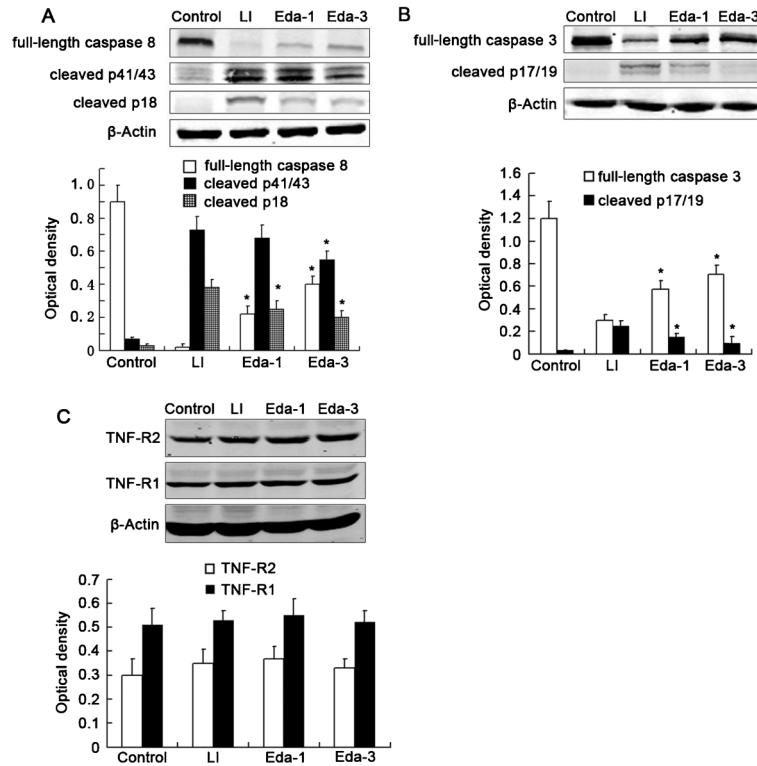 A
Control LI Eda-1 Eda-3
full-length caspase 8
cleaved p41/43
cleaved p18
β-Actin
full-length caspase 8
cleaved p41/43
cleaved p18
Optical density
1.0
0.8
0.6
0.4
0.2
0
* * * * *
Control LI Eda-1 Eda-3
B
Control LI Eda-1 Eda-3
full-length caspase 3
cleaved p17/19
β-Actin
full-length caspase 3
cleaved p17/19
Optical density
1.6
1.4
1.2
1.0
0.8
0.6
0.4
0.2
0
* * * *
Control LI Eda-1 Eda-3
C
Control LI Eda-1 Eda-3
TNF-R2
TNF-R1
β-Actin
TNF-R2
TNF-R1
Optical density
0.7
0.6
0.5
0.4
0.3
0.2
0.1
0
Control LI Eda-1 Eda-3